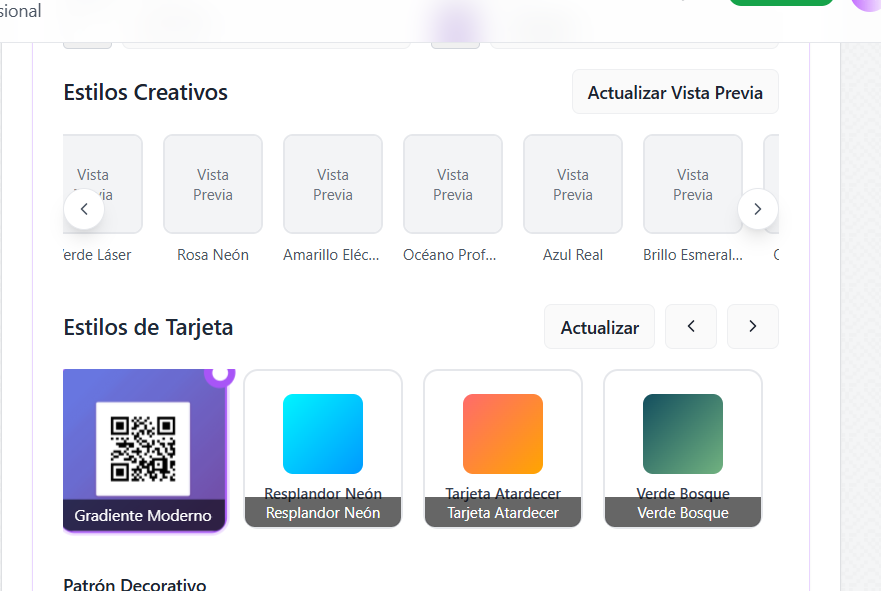 sional
Estilos Creativos
Actualizar Vista Previa
Vista
Vista
Previa
Vista
Previa
Vista
Previa
Vista
Previa
Vista
Previa
Láser
Rosa Neón
Amarillo Eléc...
Océano Prof...
Azul Real
Brillo Esmeral...
Estilos de Tarjeta
Actualizar
Gradiente Moderno
Resplandor Neón
Resplandor Neón
Tarjeta Atardecer
Tarjeta Atardecer
Verde Bosque
Verde Bosque
Patrón Decorativo